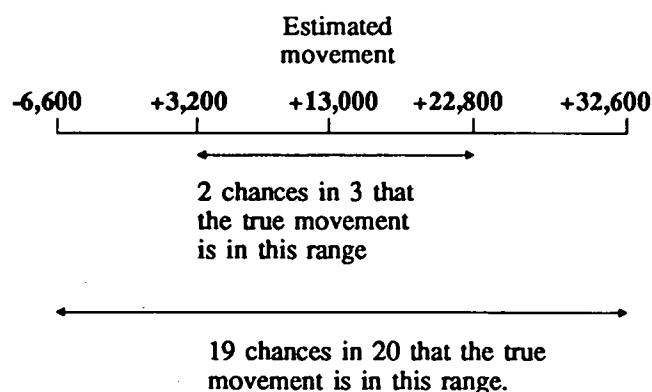 Estimated
movement
-6,600 +3,200 +13,000 +22,800 +32,600
2 chances in 3 that
the true movement
is in this range
19 chances in 20 that the true
movement is in this range.